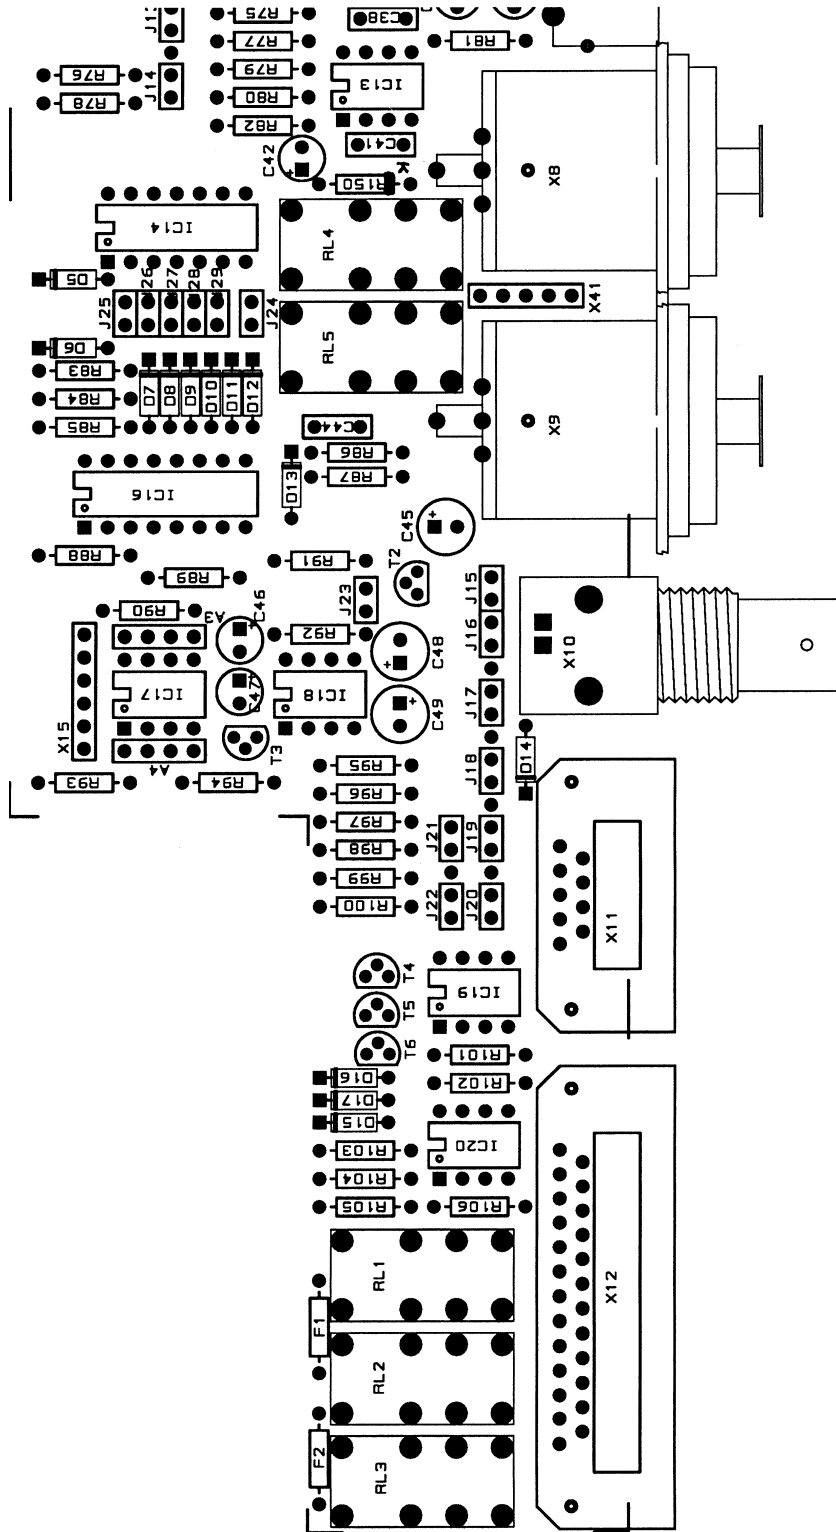 J13
R75
C38
R77
R81
R76
J14
R79
IC13
R78
R80
R82
C41
C42
K
+
R150
X8
IC14
RL4
J26
J27
J28
J29
D5
J25
J24
X41
D6
RL5
R83
D7
D8
D9
D10
D11
D12
R84
X9
R85
C44
R86
D13
R87
IC16
+
C45
R88
R91
T2
R89
J23
J15
R90
A3
C46
+
R92
J16
X10
C48
+
IC17
C47
+
IC18
J17
X15
C49
+
A4
T3
J18
D14
R93
R94
R95
R96
R97
J21
J19
R98
R99
J22
J20
R100
X11
T4
IC19
T5
T6
R101
D16
R102
D17
D15
IC20
R103
R104
R105
R106
RL1
X12
F1
RL2
F2
RL3